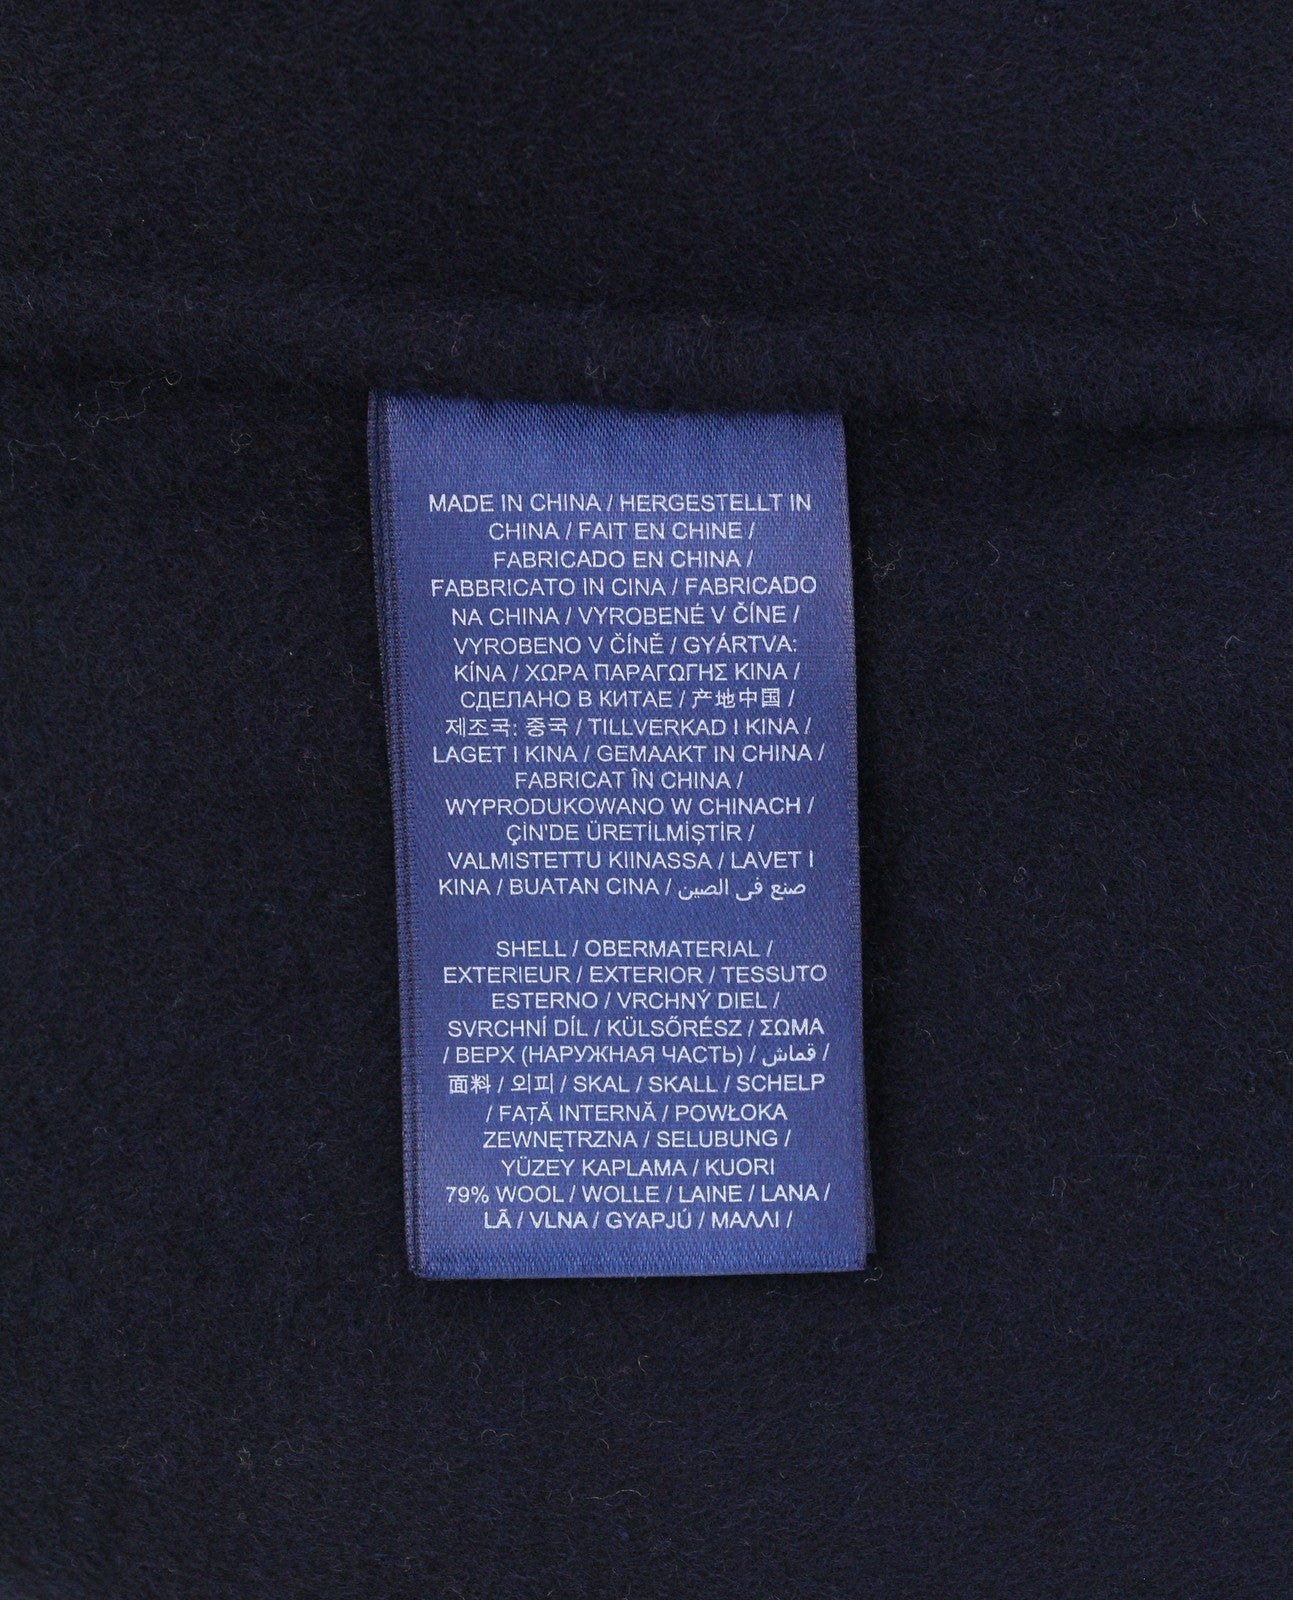 MADE IN CHINA / HERGESTELLT IN
CHINA / FAIT EN CHINE /
FABRICADO EN CHINA /
FABBRICATO IN CINA / FABRICADO
NA CHINA / VYROBENÉ V ČÍNE /
VYROBENO V ČÍNĚ / GYÁRTVA:
KÍNA / ΧΩΡΑ ΠΑΡΑΓΩΓΗΣ ΚΙΝΑ /
СДЕЛАНО В КИТАЕ / 产地中国 /
제조국: 중국 / TILLVERKAD I KINA /
LAGET I KINA / GEMAAKT IN CHINA /
FABRICAT ÎN CHINA /
WYPRODUKOWANO W CHINACH /
ÇİN'DE ÜRETİLMİŞTİR /
VALMISTETTU KIINASSA / LAVET I
KINA / BUATAN CINA / صنع في الصين
SHELL / OBERMATERIAL /
EXTERIEUR / EXTERIOR / TESSUTO
ESTERNO / VRCHNÝ DIEL /
SVRCHNÍ DÍL / KÜLSŐRÉSZ / ΣΩΜΑ
/ ВЕРХ (НАРУЖНАЯ ЧАСТЬ) / قماش /
面料 / 외피 / SKAL / SKALL / SCHELP
/ FAȚĂ INTERNĂ / POWŁOKA
ZEWNĘTRZNA / SELUBUNG /
YÜZEY KAPLAMA / KUORI
79% WOOL / WOLLE / LAINE / LANA /
LÃ / VLNA / GYAPJÚ / ΜΑΛΛΙ /